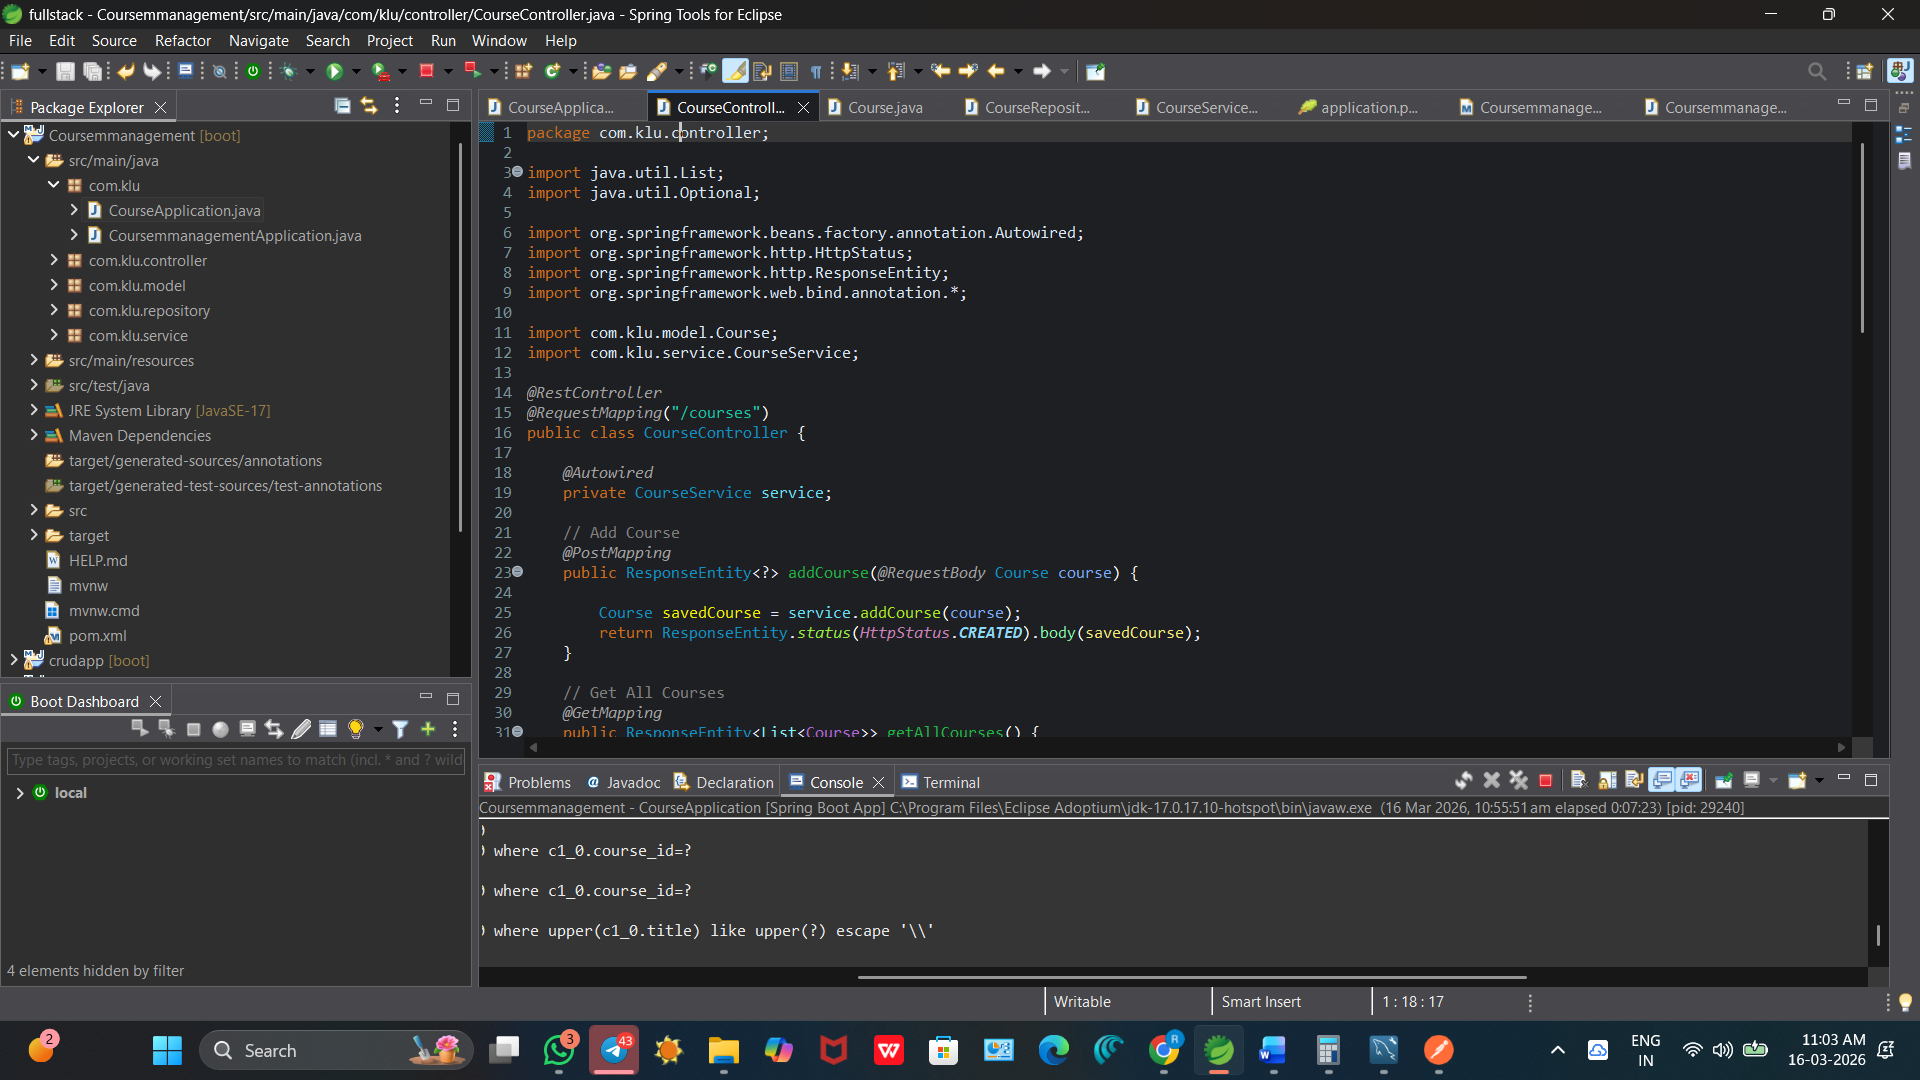 fullstack - Coursemmanagement/src/main/java/com/klu/controller/CourseController.java - Spring Tools for Eclipse
File Edit Source Refactor Navigate Search Project Run Window Help
Package Explorer
Coursemmanagement [boot]
src/main/java
com.klu
CourseApplication.java
CoursemmanagementApplication.java
com.klu.controller
com.klu.model
com.klu.repository
com.klu.service
src/main/resources
src/test/java
JRE System Library [JavaSE-17]
Maven Dependencies
target/generated-sources/annotations
target/generated-test-sources/test-annotations
src
target
HELP.md
mvnw
mvnw.cmd
pom.xml
crudapp [boot]
Boot Dashboard
Type tags, projects, or working set names to match (incl. * and ? wild
local
4 elements hidden by filter
CourseApplica... CourseControll... Course.java CourseReposit... CourseService... application.p... Coursemmanage... Coursemmanage...
1 package com.klu.controller;
2
3 import java.util.List;
4 import java.util.Optional;
5
6 import org.springframework.beans.factory.annotation.Autowired;
7 import org.springframework.http.HttpStatus;
8 import org.springframework.http.ResponseEntity;
9 import org.springframework.web.bind.annotation.*;
10
11 import com.klu.model.Course;
12 import com.klu.service.CourseService;
13
14 @RestController
15 @RequestMapping("/courses")
16 public class CourseController {
17
18 @Autowired
19 private CourseService service;
20
21 // Add Course
22 @PostMapping
23 public ResponseEntity<?> addCourse(@RequestBody Course course) {
24
25 Course savedCourse = service.addCourse(course);
26 return ResponseEntity.status(HttpStatus.CREATED).body(savedCourse);
27 }
28
29 // Get All Courses
30 @GetMapping
31 public ResponseEntity<List<Course>> getAllCourses() {
Problems Javadoc Declaration Console Terminal
Coursemmanagement - CourseApplication [Spring Boot App] C:\Program Files\Eclipse Adoptium\jdk-17.0.17.10-hotspot\bin\javaw.exe (16 Mar 2026, 10:55:51 am elapsed 0:07:23) [pid: 29240]
) where c1_0.course_id=?
) where c1_0.course_id=?
) where upper(c1_0.title) like upper(?) escape '\\'
Writable Smart Insert 1 : 18 : 17
2
Search
3
43
R
ENG
IN
11:03 AM
16-03-2026